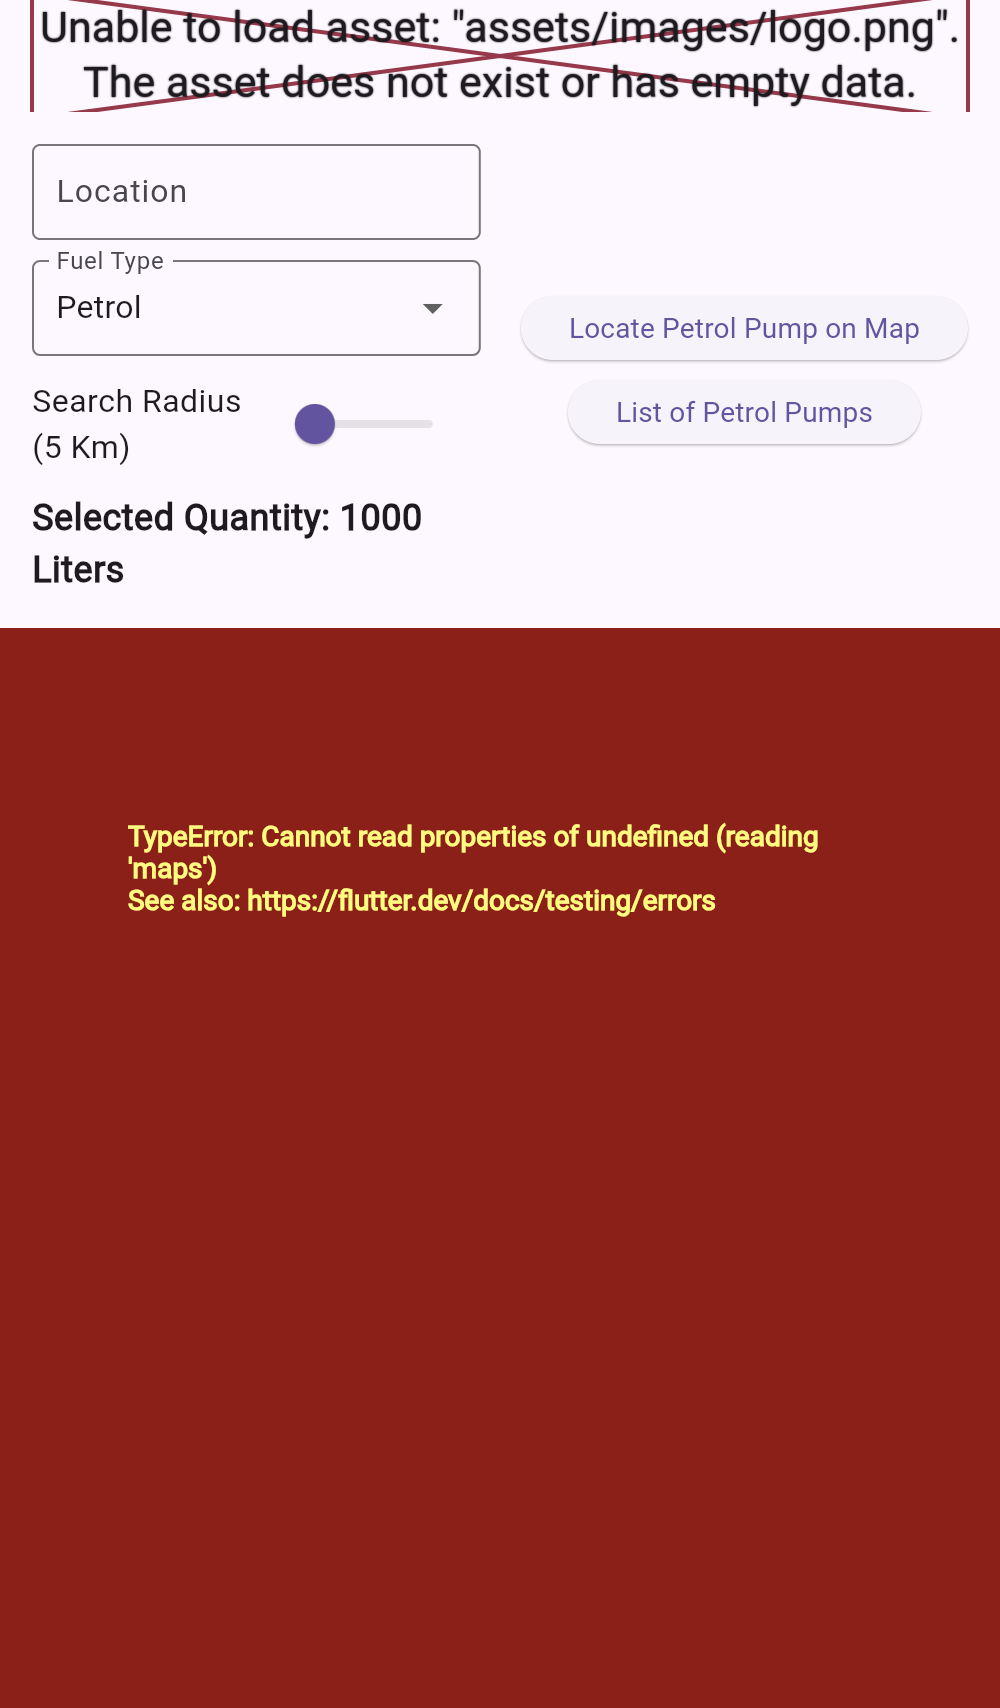 Unable to load asset: "assets/images/logo.png".
The asset does not exist or has empty data.
Location
Fuel Type
Petrol
Locate Petrol Pump on Map
Search Radius
(5 Km)
List of Petrol Pumps
Selected Quantity: 1000
Liters
TypeError: Cannot read properties of undefined (reading
'maps')
See also: https://flutter.dev/docs/testing/errors